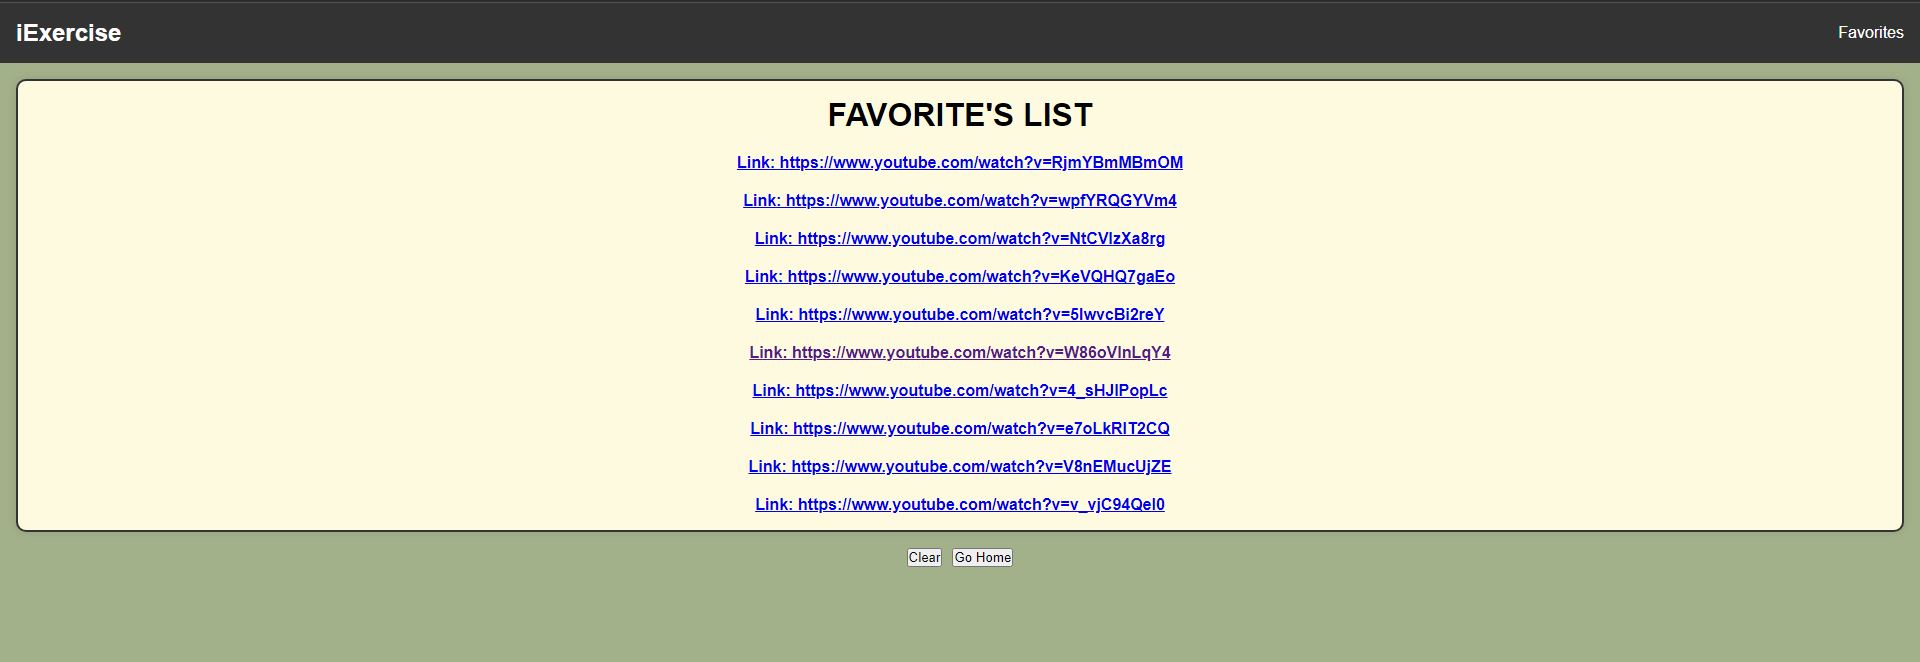 iExercise
Favorites
FAVORITE'S LIST
Link: https://www.youtube.com/watch?v=RjmYBmMBmOM
Link: https://www.youtube.com/watch?v=wpfYRQGYVm4
Link: https://www.youtube.com/watch?v=NtCVIzXa8rg
Link: https://www.youtube.com/watch?v=KeVQHQ7gaEo
Link: https://www.youtube.com/watch?v=5IwvcBi2reY
Link: https://www.youtube.com/watch?v=W86oVlnLqY4
Link: https://www.youtube.com/watch?v=4_sHJlPopLc
Link: https://www.youtube.com/watch?v=e7oLkRlT2CQ
Link: https://www.youtube.com/watch?v=V8nEMucUjZE
Link: https://www.youtube.com/watch?v=v_vjC94Qel0
Clear
Go Home